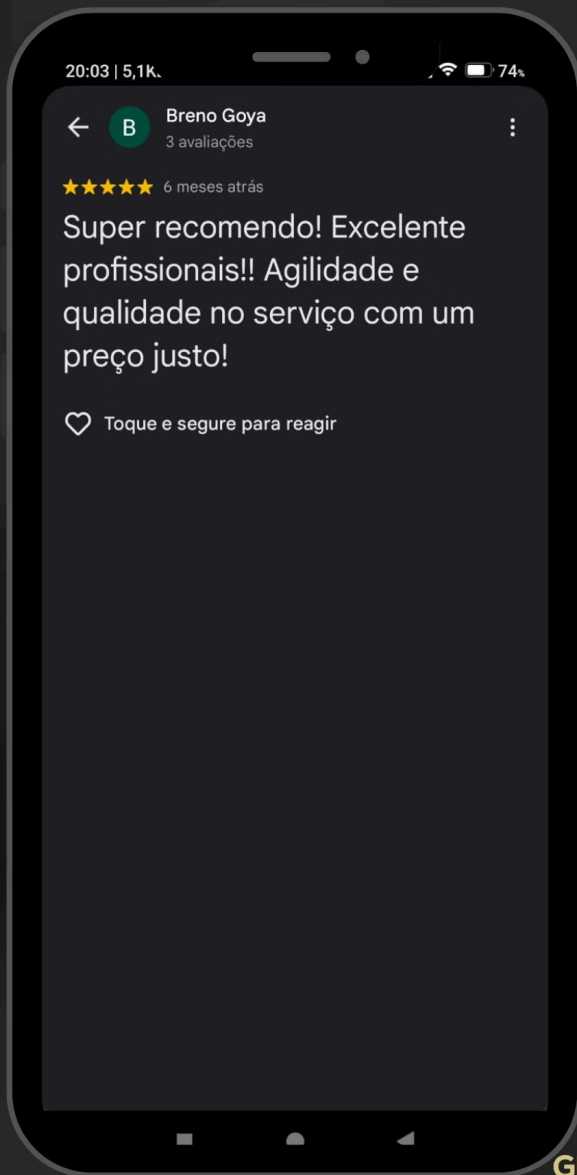 20:03 | 5,1K.
74%
Breno Goya
3 avaliações
6 meses atrás
Super recomendo! Excelente
profissionais!! Agilidade e
qualidade no serviço com um
preço justo!
Toque e segure para reagir
G